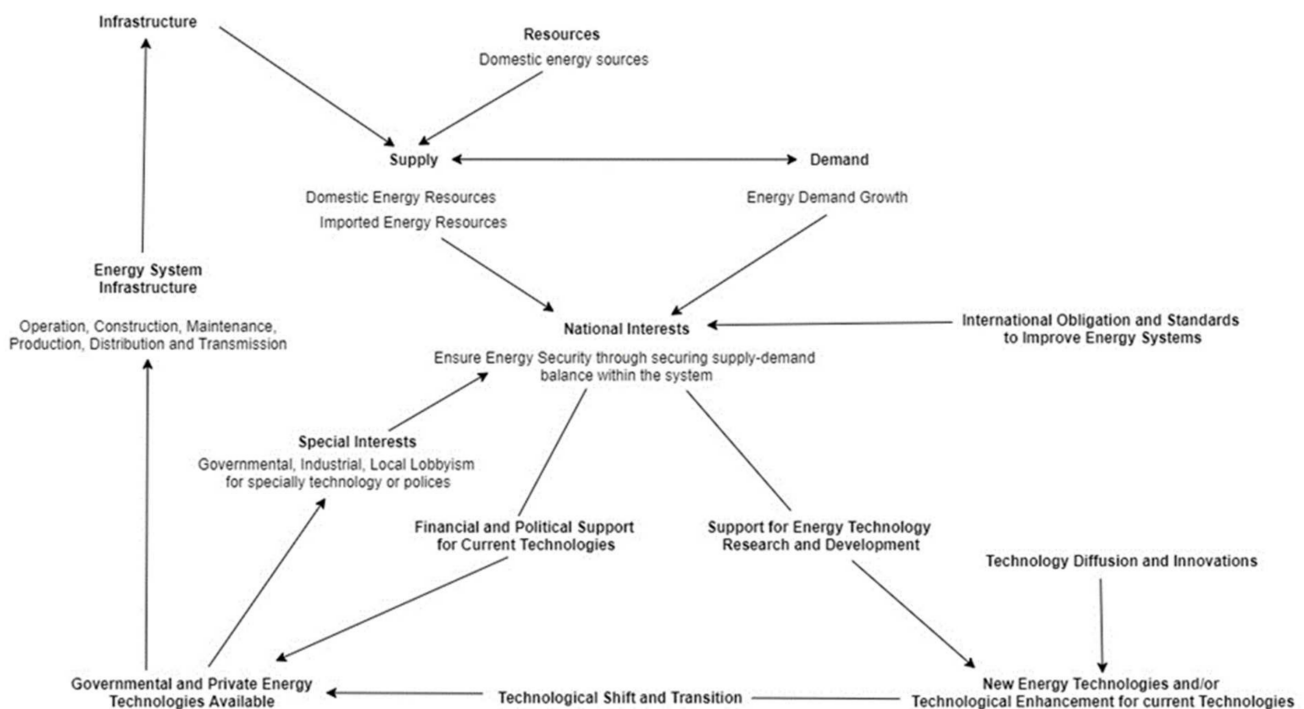 Infrastructure
Resources
Domestic energy sources
Supply
Demand
Domestic Energy Resources
Imported Energy Resources
Energy Demand Growth
Energy System
Infrastructure
Operation, Construction, Maintenance,
Production, Distribution and Transmission
National Interests
Ensure Energy Security through securing supply-demand
balance within the system
International Obligation and Standards
to Improve Energy Systems
Special Interests
Governmental, Industrial, Local Lobbyism
for specially technology or polices
Financial and Political Support
for Current Technologies
Support for Energy Technology
Research and Development
Technology Diffusion and Innovations
Governmental and Private Energy
Technologies Available
Technological Shift and Transition
New Energy Technologies and/or
Technological Enhancement for current Technologies